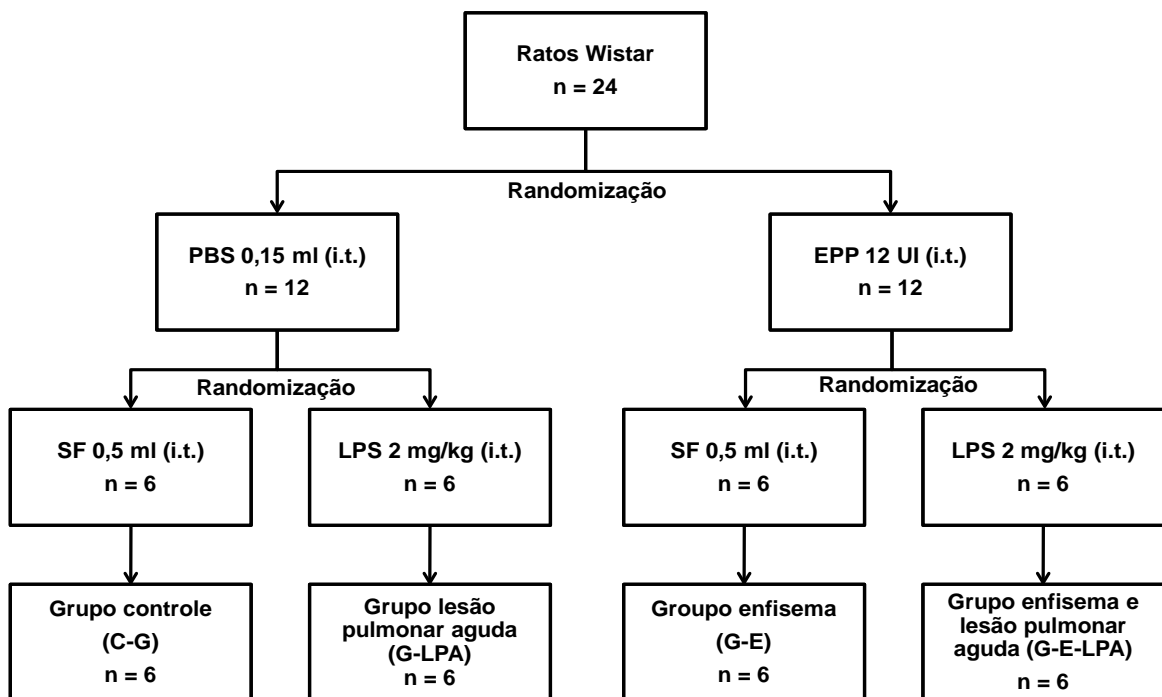 Ratos Wistar
n = 24
Randomização
PBS 0,15 ml (i.t.)
n = 12
EPP 12 UI (i.t.)
n = 12
Randomização
Randomização
SF 0,5 ml (i.t.)
n = 6
LPS 2 mg/kg (i.t.)
n = 6
SF 0,5 ml (i.t.)
n = 6
LPS 2 mg/kg (i.t.)
n = 6
Grupo controle
(C-G)
n = 6
Grupo lesão
pulmonar aguda
(G-LPA)
n = 6
Groupo enfisema
(G-E)
n = 6
Grupo enfisema e
lesão pulmonar
aguda (G-E-LPA)
n = 6